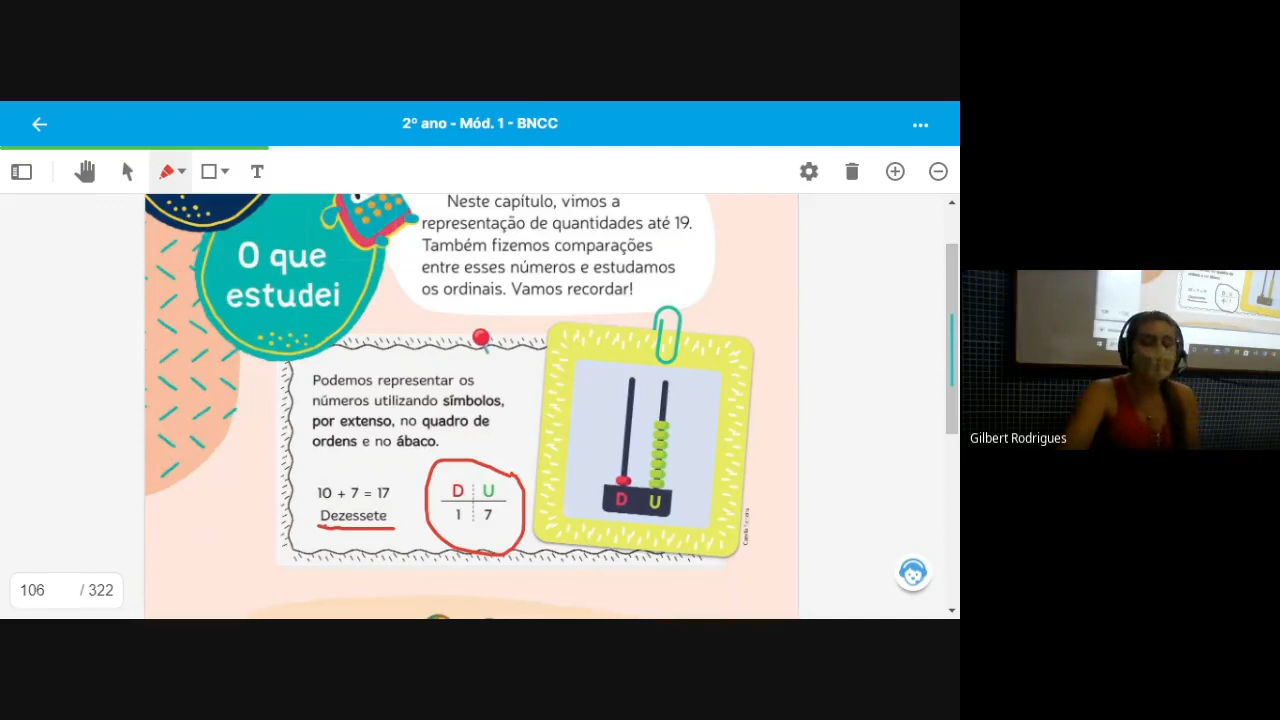 2º ano - Mód. 1 - BNCC
T
Neste capítulo, vimos a
representação de quantidades até 19.
Também fizemos comparações
entre esses números e estudamos
os ordinais. Vamos recordar!
O que
estudei
Podemos representar os
números utilizando símbolos,
por extenso, no quadro de
ordens e no ábaco.
10 + 7 = 17
Dezessete
D U
1 7
D U
106 / 322
Gilbert Rodrigues